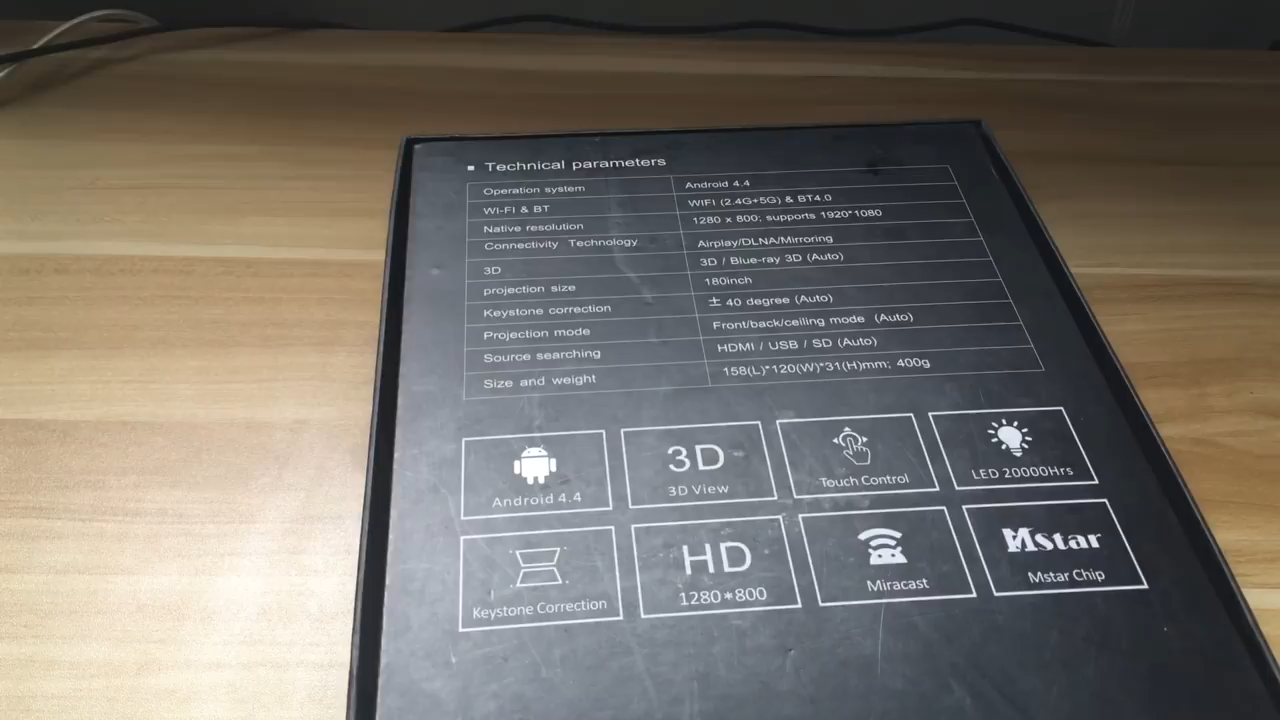 ■ Technical parameters
Operation system Android 4.4
WI-FI & BT WIFI (2.4G+5G) & BT4.0
Native resolution 1280 x 800; supports 1920*1080
Connectivity Technology Airplay/DLNA/Mirroring
3D 3D / Blue-ray 3D (Auto)
projection size 180inch
Keystone correction ± 40 degree (Auto)
Projection mode Front/back/ceiling mode (Auto)
Source searching HDMI / USB / SD (Auto)
Size and weight 158(L)*120(W)*31(H)mm; 400g
Android 4.4
3D
3D View
Touch Control
LED 20000Hrs
Keystone Correction
HD
1280*800
Miracast
Mstar
Mstar Chip